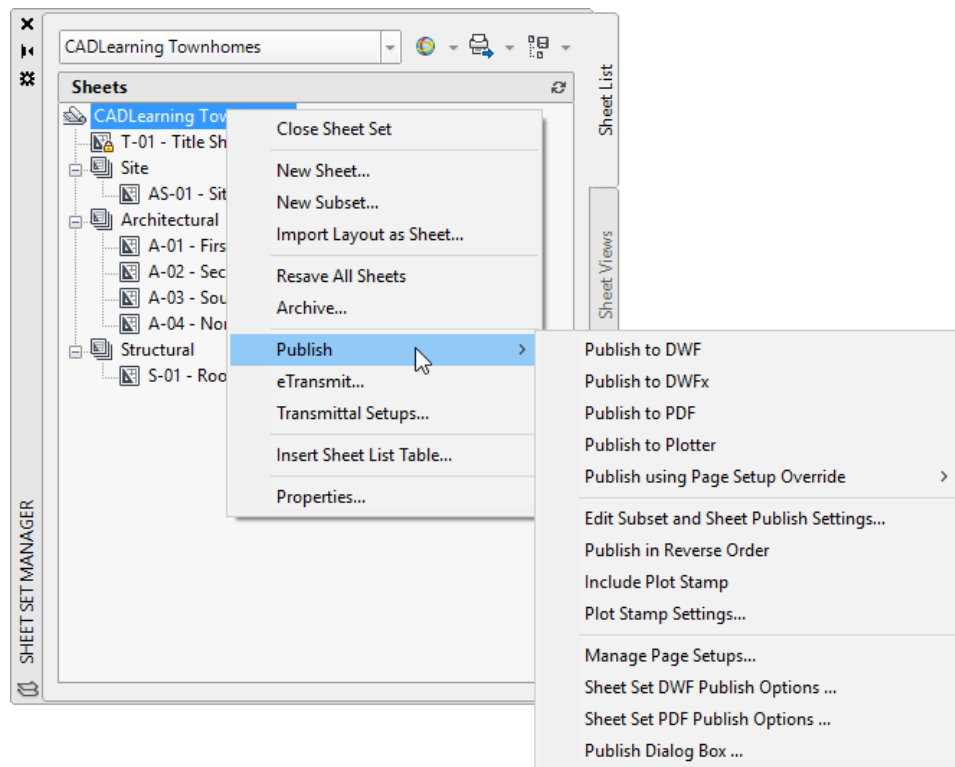 CADLearning Townhomes
Sheets
CADLearning Tov
T-01 - Title Sh
Site
AS-01 - Sit
Architectural
A-01 - Firs
A-02 - Sec
A-03 - Sou
A-04 - Nor
Structural
S-01 - Roo
Close Sheet Set
New Sheet...
New Subset...
Import Layout as Sheet...
Resave All Sheets
Archive...
Publish
eTransmit...
Transmittal Setups...
Insert Sheet List Table...
Properties...
Publish to DWF
Publish to DWFx
Publish to PDF
Publish to Plotter
Publish using Page Setup Override
Edit Subset and Sheet Publish Settings...
Publish in Reverse Order
Include Plot Stamp
Plot Stamp Settings...
Manage Page Setups...
Sheet Set DWF Publish Options ...
Sheet Set PDF Publish Options ...
Publish Dialog Box ...
Sheet List
Sheet Views
SHEET SET MANAGER